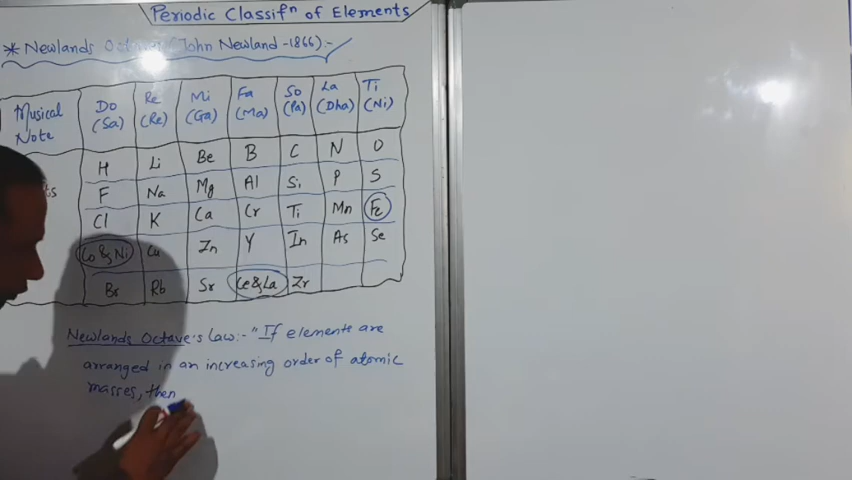 Periodic Classifⁿ of Elements
* Newlands Octave (John Newland -1866):-
Musical Note Do (Sa) Re (Re) Mi (Ga) Fa (Ma) So (Pa) La (Dha) Ti (Ni)
H Li Be B C N O
F Na Mg Al Si P S
Cl K Ca Cr Ti Mn Fe
Co & Ni Cu Zn Y In As Se
Br Rb Sr Ce & La Zr
Newlands Octave's law:- "If elements are
arranged in an increasing order of atomic
masses, then